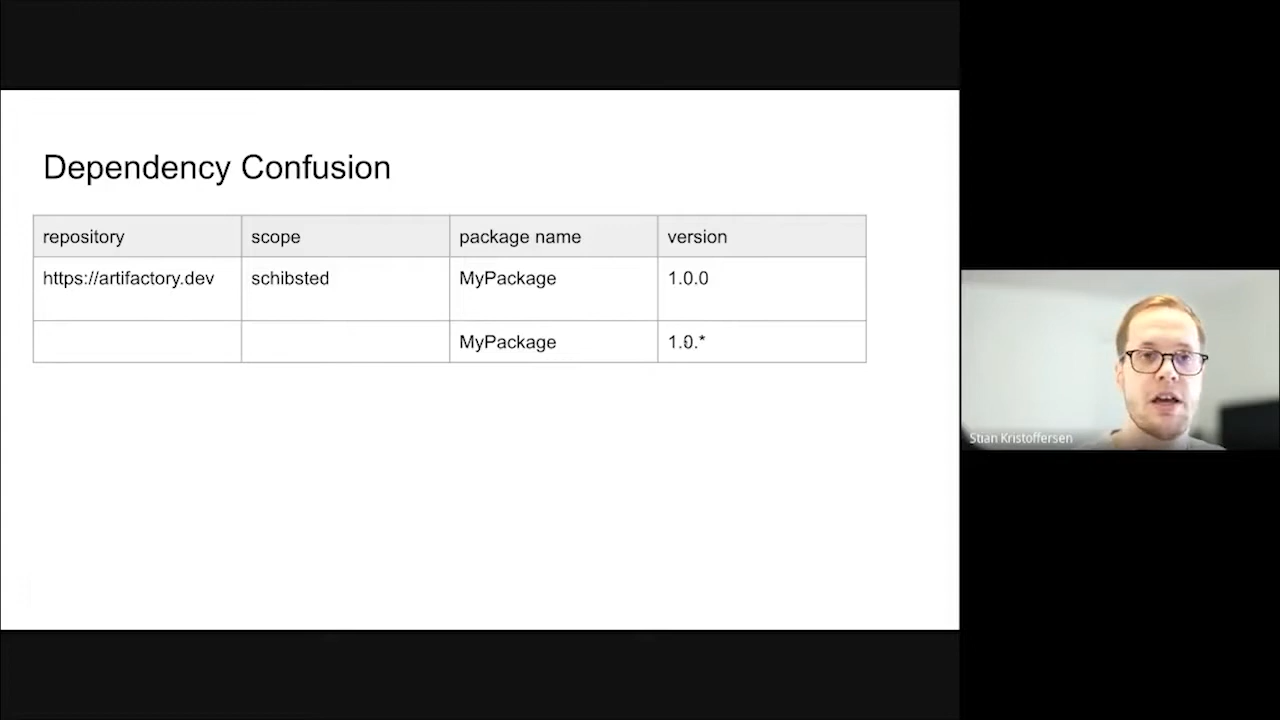 Dependency Confusion
repository scope package name version
https://artifactory.dev schibsted MyPackage 1.0.0
MyPackage 1.0.*
Stian Kristoffersen